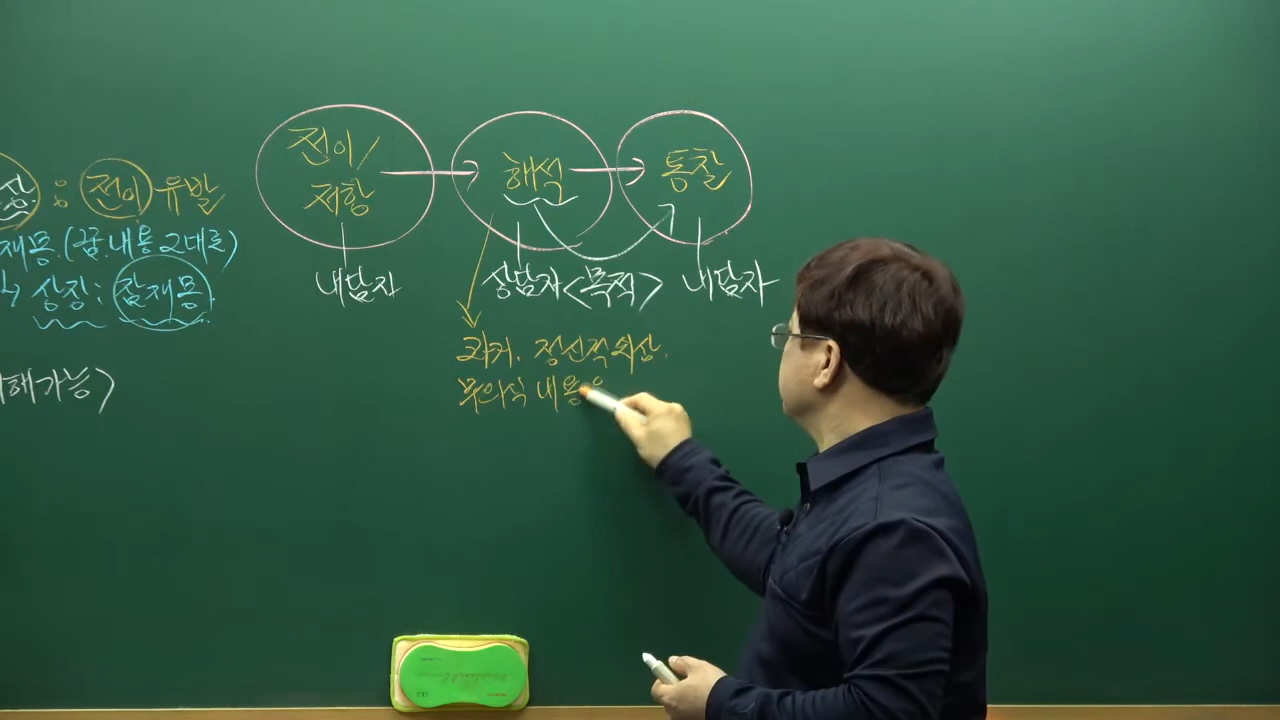 상 : 전이 유발
재몽.(꿈.내용 그대로)
↳ 상징: 잠재몽
해가능>
전이/
저항
내담자
해석
상담자<목적>
통찰
내담자
과거. 정신적 외상.
무의식 내용을